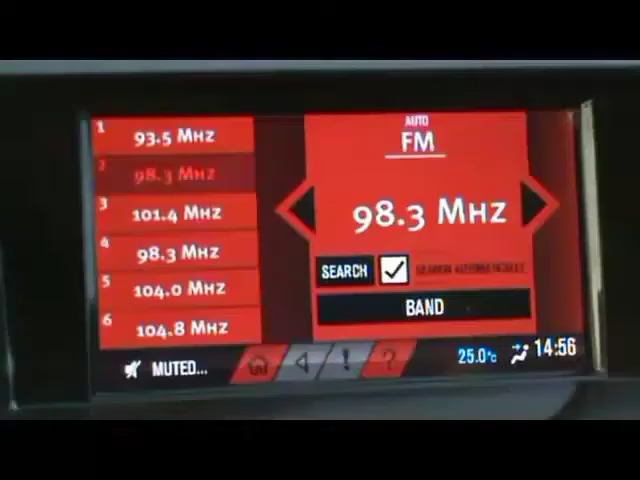 1 93.5 MHz
2 98.3 MHz
3 101.4 MHz
4 98.3 MHz
5 104.0 MHz
6 104.8 MHz
AUTO
FM
98.3 MHz
SEARCH
BAND
MUTED...
! ?
25.0°C
14:56